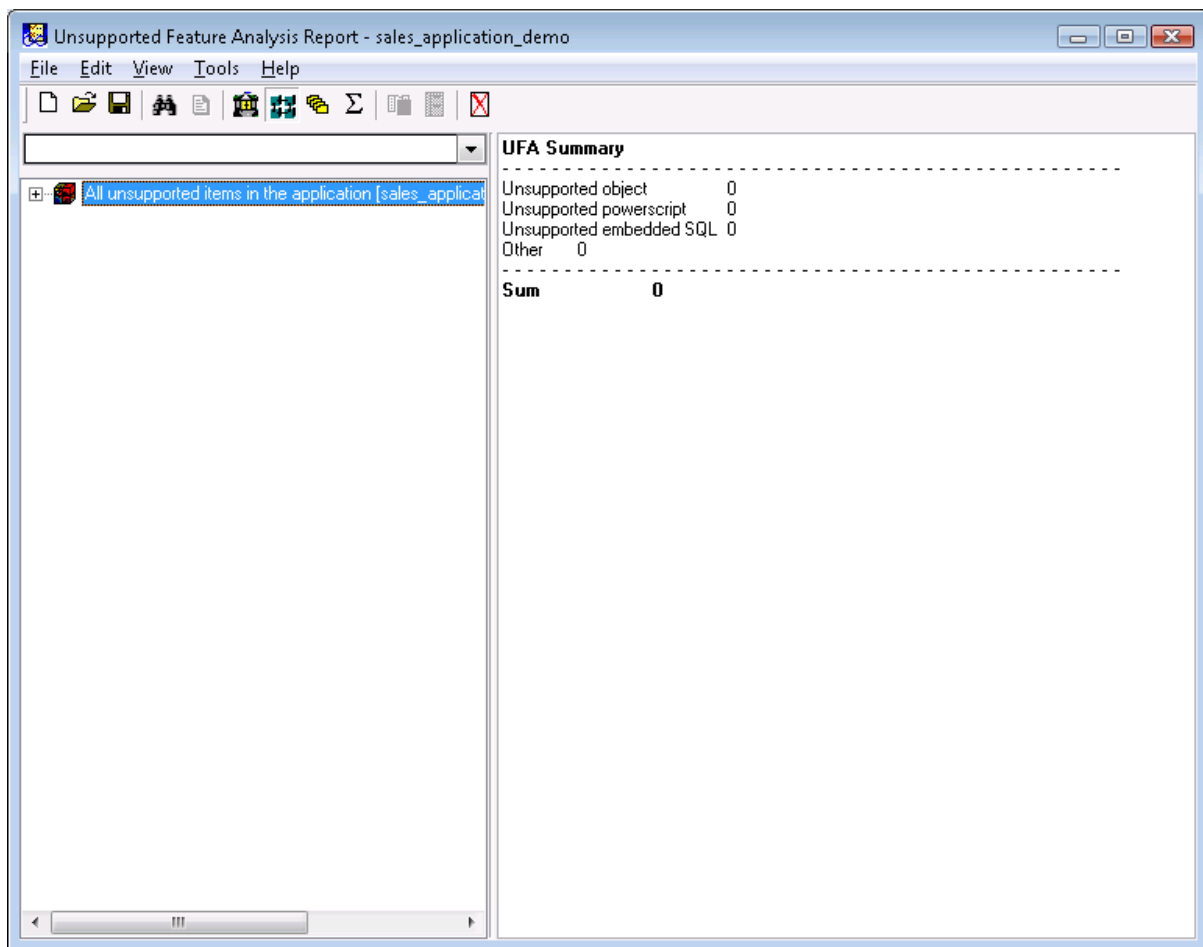 Unsupported Feature Analysis Report - sales_application_demo
File Edit View Tools Help
All unsupported items in the application [sales_applicat
UFA Summary
- - - - - - - - - - - - - - - - - - - - - - - - - - - - - - - - - - - - - - - - - - - - - - - - - - - -
Unsupported object 0
Unsupported powerscript 0
Unsupported embedded SQL 0
Other 0
- - - - - - - - - - - - - - - - - - - - - - - - - - - - - - - - - - - - - - - - - - - - - - - - - - - -
Sum 0